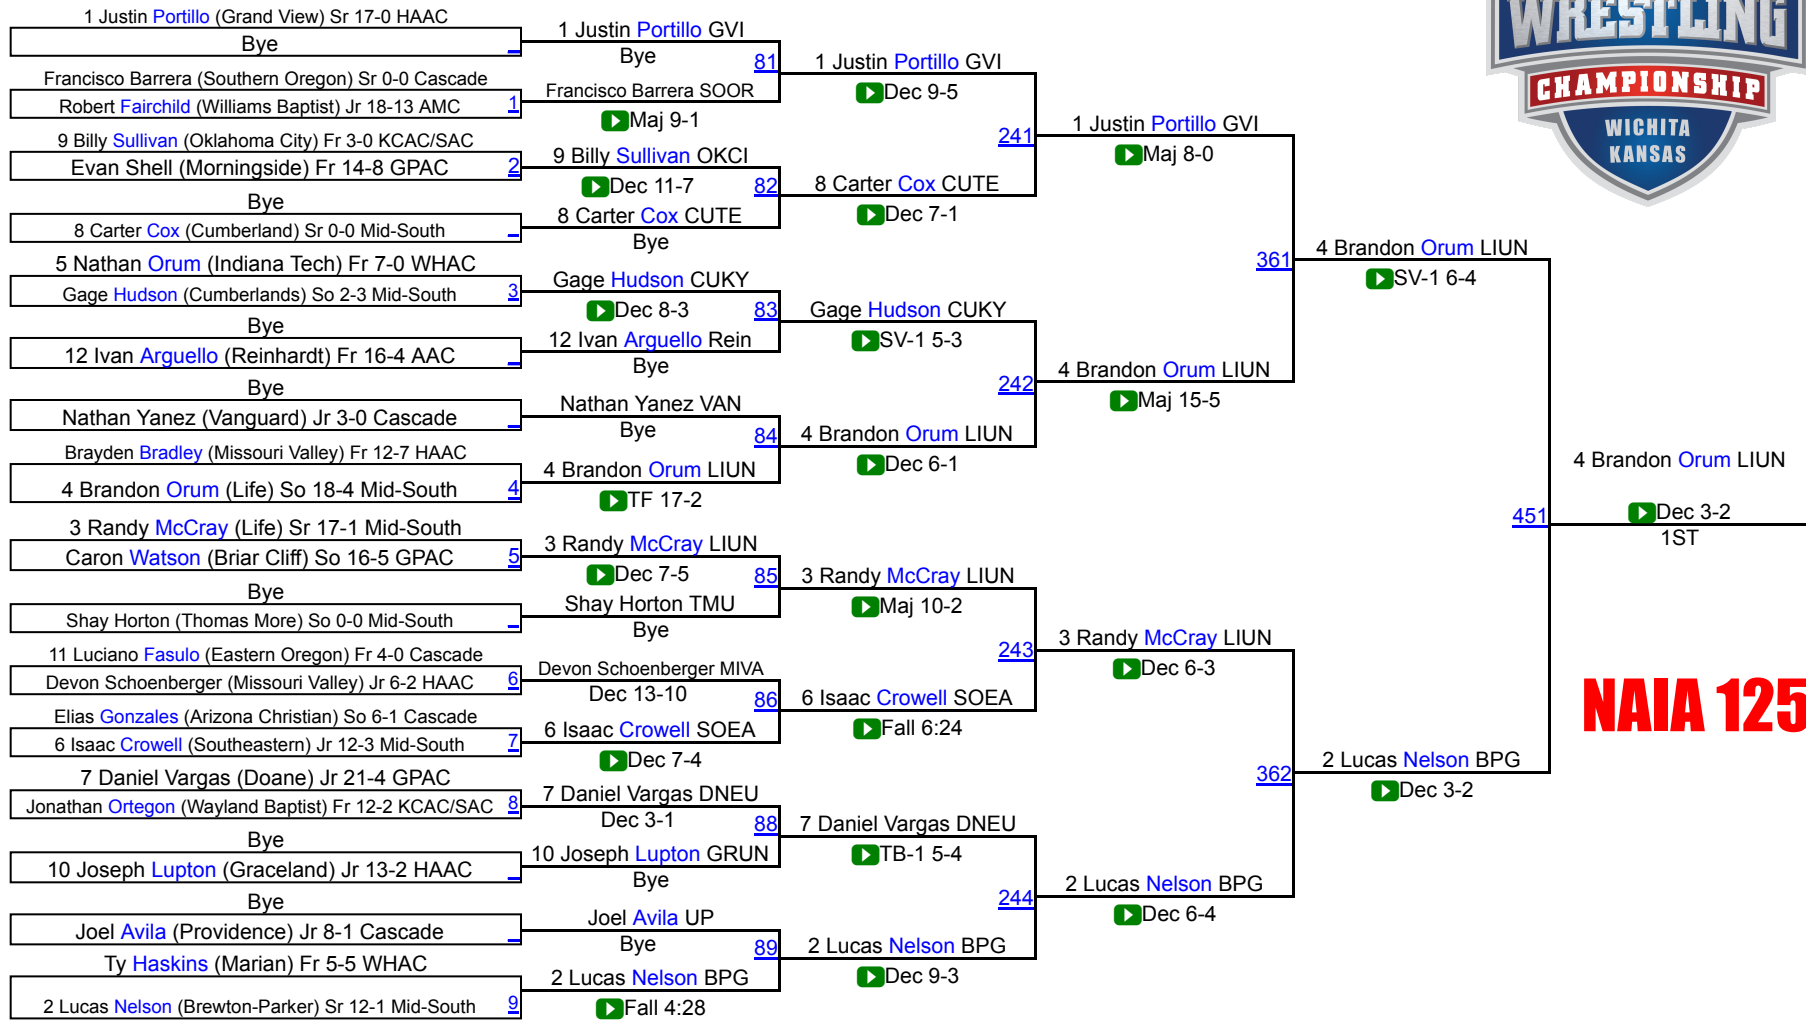 1 Justin Portillo (Grand View) Sr 17-0 HAAC
Bye
Francisco Barrera (Southern Oregon) Sr 0-0 Cascade
Robert Fairchild (Williams Baptist) Jr 18-13 AMC 1
9 Billy Sullivan (Oklahoma City) Fr 3-0 KCAC/SAC
Evan Shell (Morningside) Fr 14-8 GPAC 2
Bye
8 Carter Cox (Cumberland) Sr 0-0 Mid-South
5 Nathan Orum (Indiana Tech) Fr 7-0 WHAC
Gage Hudson (Cumberlands) So 2-3 Mid-South 3
Bye
12 Ivan Arguello (Reinhardt) Fr 16-4 AAC
Bye
Nathan Yanez (Vanguard) Jr 3-0 Cascade
Brayden Bradley (Missouri Valley) Fr 12-7 HAAC
4 Brandon Orum (Life) So 18-4 Mid-South 4
3 Randy McCray (Life) Sr 17-1 Mid-South
Caron Watson (Briar Cliff) So 16-5 GPAC 5
Bye
Shay Horton (Thomas More) So 0-0 Mid-South
11 Luciano Fasulo (Eastern Oregon) Fr 4-0 Cascade
Devon Schoenberger (Missouri Valley) Jr 6-2 HAAC 6
Elias Gonzales (Arizona Christian) So 6-1 Cascade
6 Isaac Crowell (Southeastern) Jr 12-3 Mid-South 7
7 Daniel Vargas (Doane) Jr 21-4 GPAC
Jonathan Ortegon (Wayland Baptist) Fr 12-2 KCAC/SAC 8
Bye
10 Joseph Lupton (Graceland) Jr 13-2 HAAC
Bye
Joel Avila (Providence) Jr 8-1 Cascade
Ty Haskins (Marian) Fr 5-5 WHAC
2 Lucas Nelson (Brewton-Parker) Sr 12-1 Mid-South 9
1 Justin Portillo GVI
Bye
81
Francisco Barrera SOOR
Maj 9-1
9 Billy Sullivan OKCI
Dec 11-7
82
8 Carter Cox CUTE
Bye
Gage Hudson CUKY
Dec 8-3
83
12 Ivan Arguello Rein
Bye
Nathan Yanez VAN
Bye
84
4 Brandon Orum LIUN
TF 17-2
3 Randy McCray LIUN
Dec 7-5
85
Shay Horton TMU
Bye
Devon Schoenberger MIVA
Dec 13-10
86
6 Isaac Crowell SOEA
Dec 7-4
7 Daniel Vargas DNEU
Dec 3-1
88
10 Joseph Lupton GRUN
Bye
Joel Avila UP
Bye
89
2 Lucas Nelson BPG
Fall 4:28
1 Justin Portillo GVI
Dec 9-5
241
8 Carter Cox CUTE
Dec 7-1
Gage Hudson CUKY
SV-1 5-3
242
4 Brandon Orum LIUN
Dec 6-1
3 Randy McCray LIUN
Maj 10-2
243
6 Isaac Crowell SOEA
Fall 6:24
7 Daniel Vargas DNEU
TB-1 5-4
244
2 Lucas Nelson BPG
Dec 9-3
1 Justin Portillo GVI
Maj 8-0
361
4 Brandon Orum LIUN
Maj 15-5
3 Randy McCray LIUN
Dec 6-3
362
2 Lucas Nelson BPG
Dec 6-4
4 Brandon Orum LIUN
SV-1 6-4
451
2 Lucas Nelson BPG
Dec 3-2
4 Brandon Orum LIUN
Dec 3-2
1ST
WRESTLING
CHAMPIONSHIP
WICHITA
KANSAS
NAIA 125